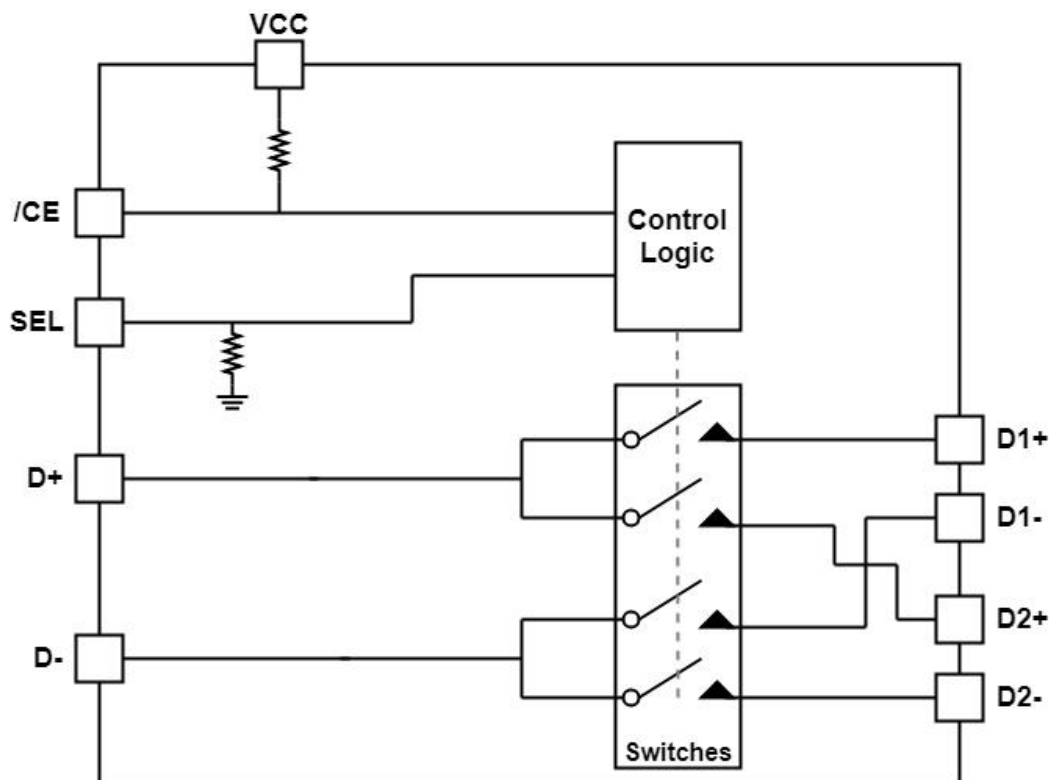 VCC
/CE
Control
Logic
SEL
D+
D1+
D1-
D2+
D-
D2-
Switches